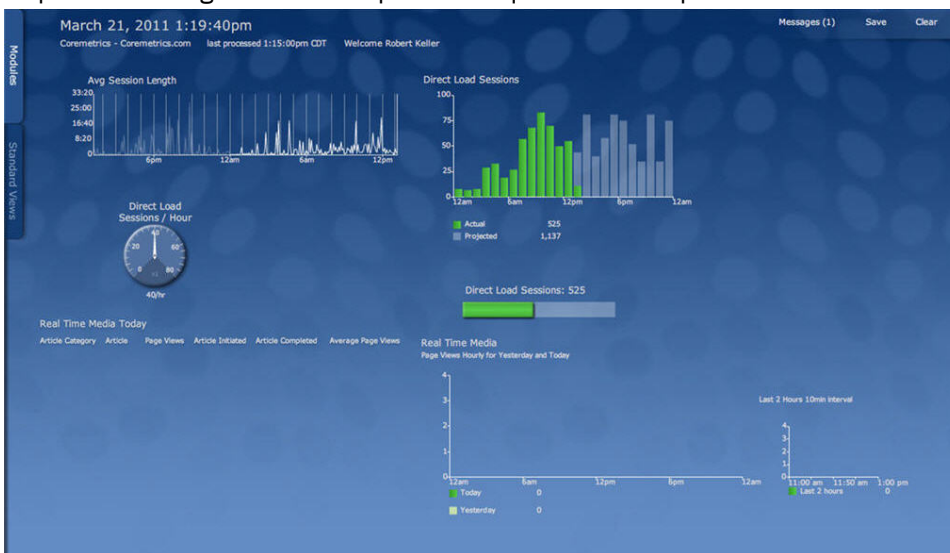 March 21, 2011 1:19:40pm
Messages (1) Save Clear
Coremetrics - Coremetrics.com last processed 1:15:00pm CDT Welcome Robert Keller
Modules
Standard Views
Avg Session Length
33:20
25:00
16:40
8:20
0
6pm 12am 6am 12pm
Direct Load Sessions
100
75
50
25
0
12am 6am 12pm 6pm 12am
Actual 525
Projected 1,137
Direct Load
Sessions / Hour
40
20 60
0 80
40/hr
Direct Load Sessions: 525
Real Time Media Today
Article Category Article Page Views Article Initiated Article Completed Average Page Views
Real Time Media
Page Views Hourly for Yesterday and Today
4
3
2
1
0
12am 6am 12pm 6pm 12am
Today 0
Yesterday 0
Last 2 Hours 10min interval
4
3
2
1
0
11:00 am 11:50 am 1:00 pm
Last 2 hours 0